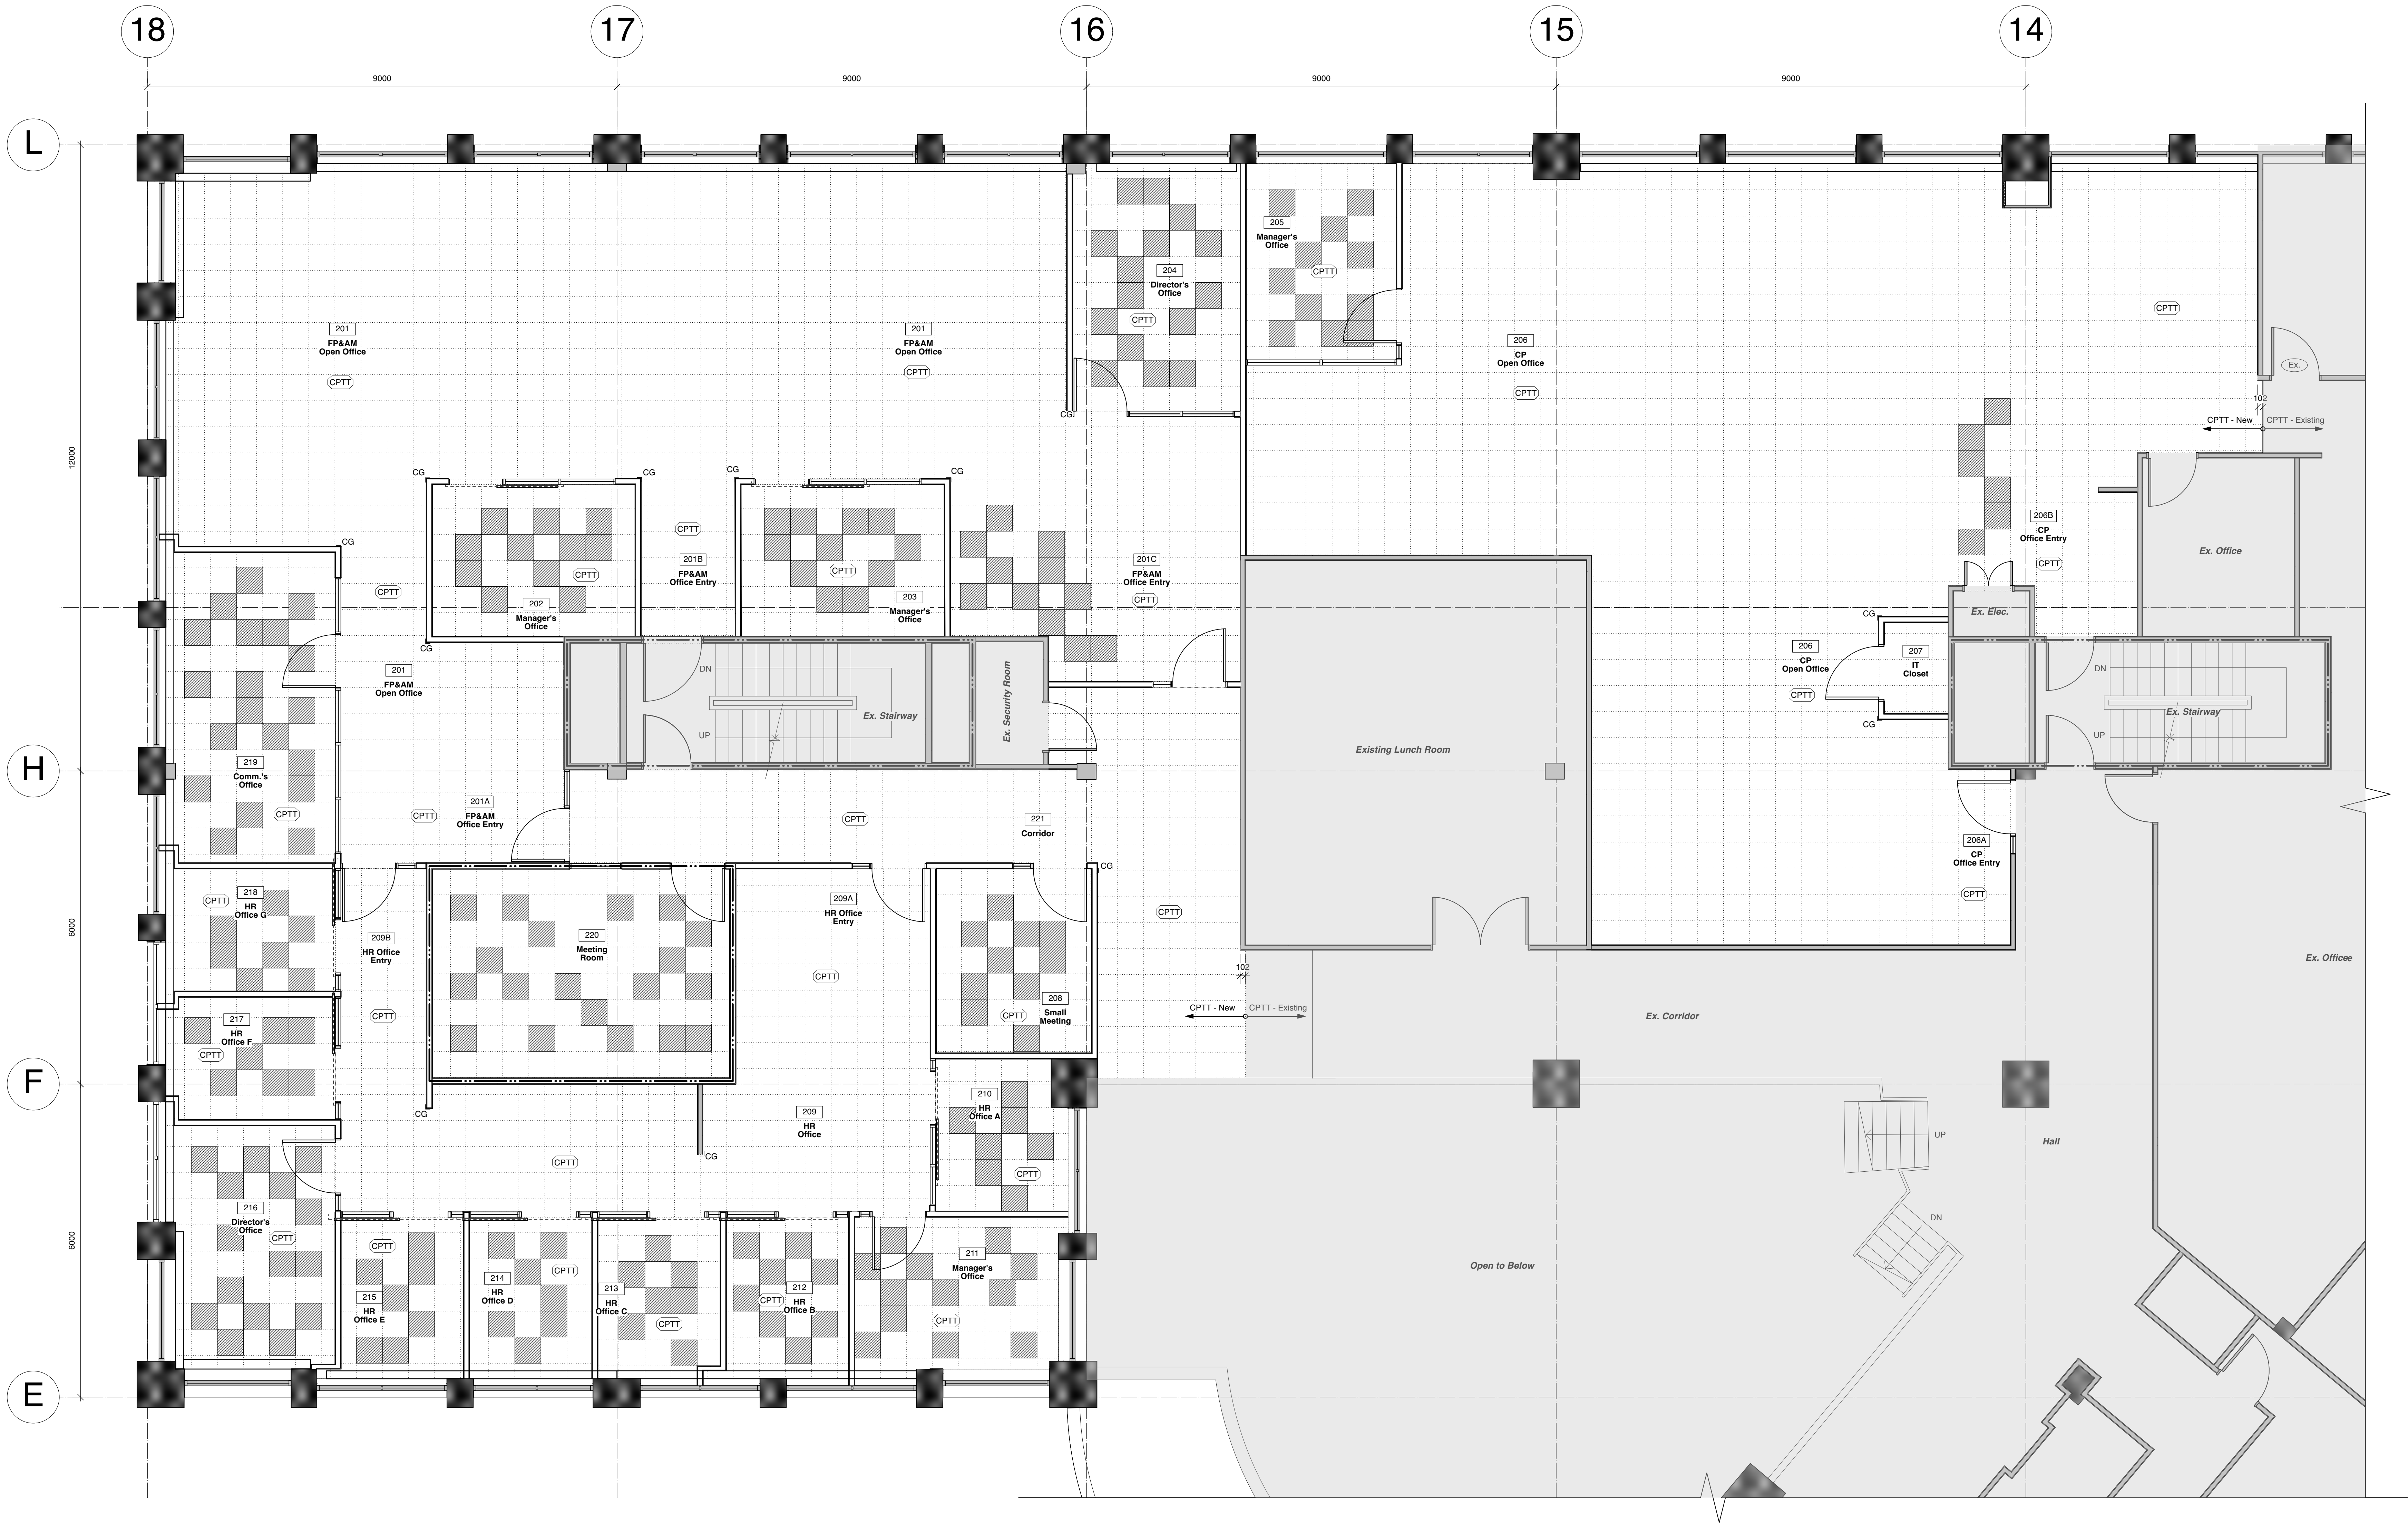 18
17
16
15
14
9000
9000
9000
9000
L
H
F
E
12000
6000
6000
201
FP&AM
Open Office
CPTT
201
FP&AM
Open Office
CPTT
204
Director's
Office
CPTT
CG
205
Manager's
Office
CPTT
206
CP
Open Office
CPTT
CPTT
Ex.
102
CPTT - New
CPTT - Existing
CG
CG
CG
CG
CG
CPTT
202
Manager's
Office
CPTT
CG
CPTT
201B
FP&AM
Office Entry
CPTT
203
Manager's
Office
201C
FP&AM
Office Entry
CPTT
206B
CP
Office Entry
CPTT
Ex. Office
Ex. Elec.
201
FP&AM
Open Office
DN
UP
Ex. Stairway
Ex. Security Room
Existing Lunch Room
206
CP
Open Office
CPTT
CG
207
IT
Closet
CG
DN
UP
Ex. Stairway
219
Comm.'s
Office
CPTT
CPTT
201A
FP&AM
Office Entry
CPTT
221
Corridor
206A
CP
Office Entry
CPTT
CG
CPTT
218
HR
Office G
CPTT
209B
HR Office
Entry
CPTT
220
Meeting
Room
209A
HR Office
Entry
CPTT
208
Small
Meeting
CPTT
102
CPTT - New
CPTT - Existing
Ex. Corridor
Ex. Officee
217
HR
Office F
CPTT
CG
209
HR
Office
CG
CPTT
210
HR
Office A
CPTT
UP
Hall
DN
Open to Below
216
Director's
Office
CPTT
CPTT
215
HR
Office E
214
HR
Office D
CPTT
213
HR
Office C
CPTT
212
HR
Office B
CPTT
211
Manager's
Office
CPTT